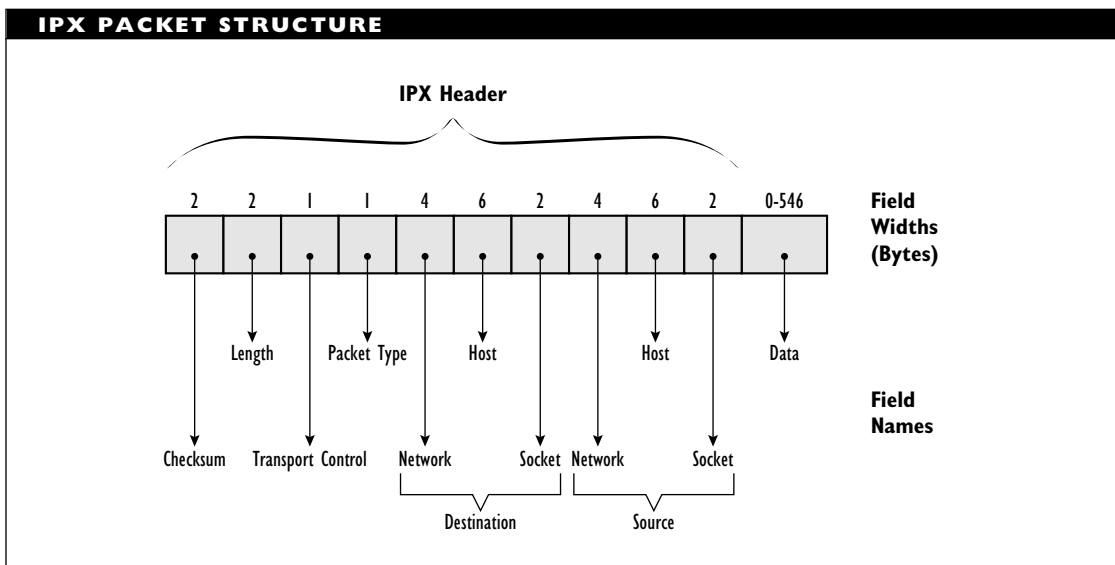 IPX PACKET STRUCTURE
IPX Header
2 2 1 1 4 6 2 4 6 2 0-546
Field
Widths
(Bytes)
Length Packet Type Host Host Data
Field
Names
Checksum Transport Control Network Socket Network Socket
Destination Source